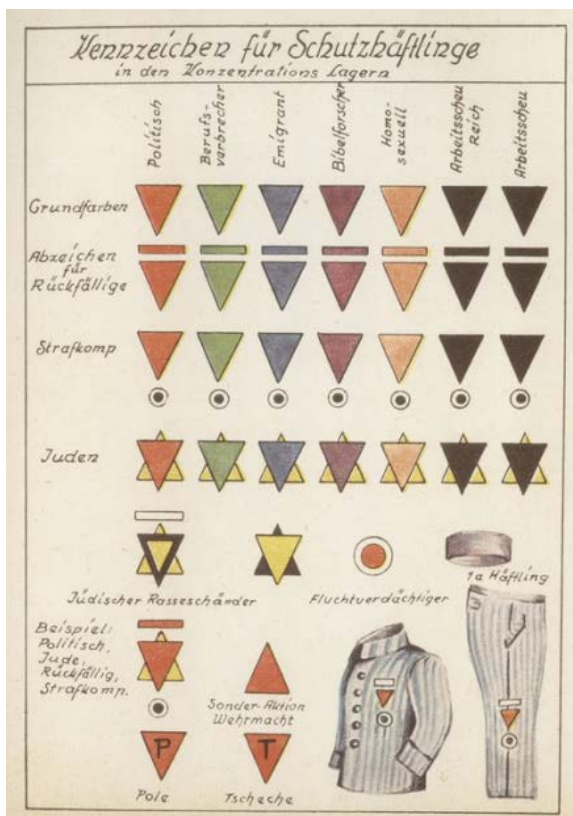 Kennzeichen für Schutzhäftlinge
in den Konzentrations Lagern
Politisch
Berufs-
verbrecher
Emigrant
Bibelforscher
Homo-
sexuell
Arbeitsscheu
Reich
Arbeitsscheu
Grundfarben
Abzeichen
für
Rückfällige
Strafkomp
Juden
Jüdischer Rasseschänder
Fluchtverdächtiger
1a Häftling
Beispiel:
Politisch,
Jude,
Rückfällig,
Strafkomp.
Sonder-Aktion
Wehrmacht
P
T
Pole
Tscheche